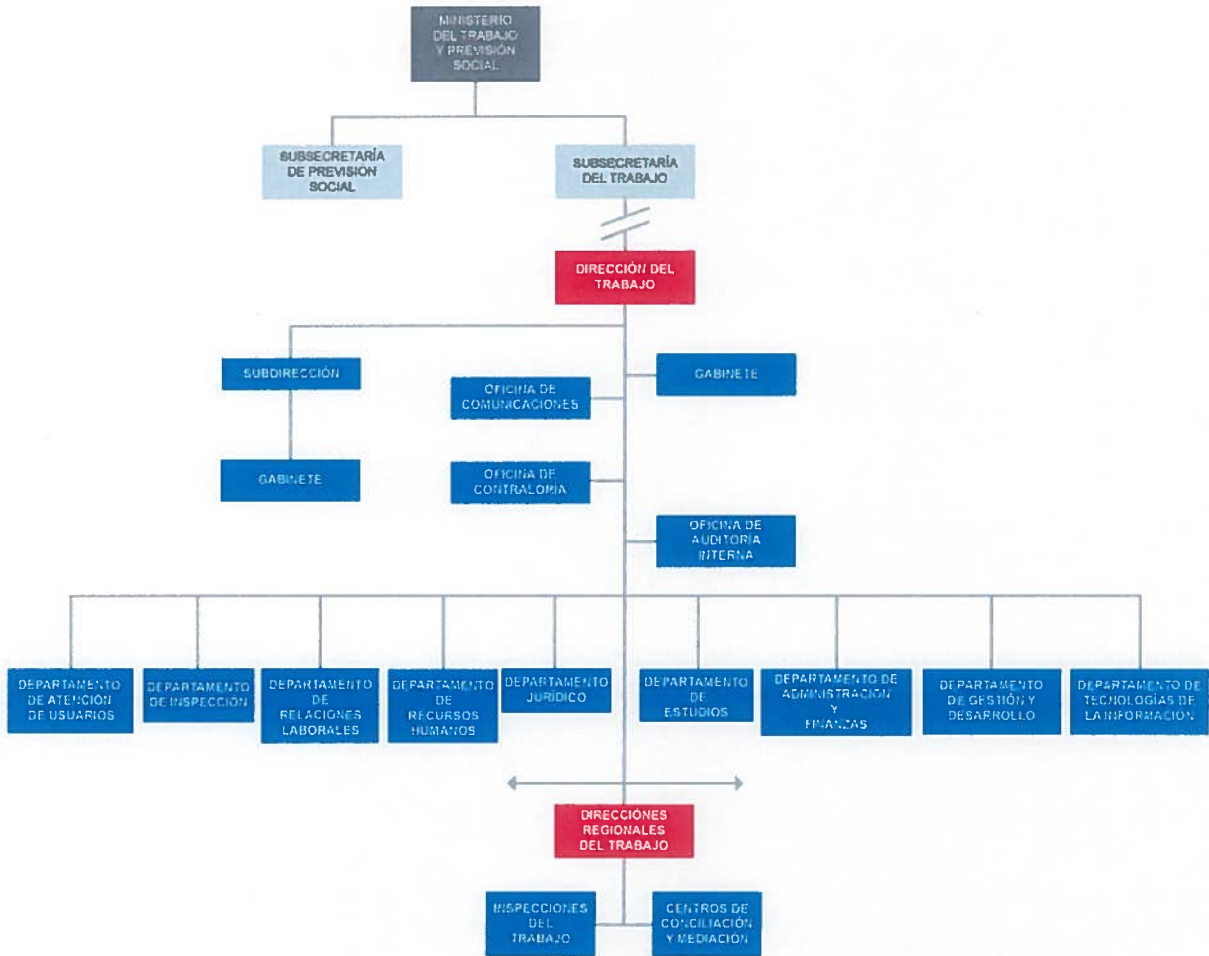 MINISTERIO
DEL TRABAJO
Y PREVISIÓN
SOCIAL
SUBSECRETARÍA
DE PREVISION
SOCIAL
SUBSECRETARÍA
DEL TRABAJO
DIRECCIÓN DEL
TRABAJO
SUBDIRECCIÓN
GABINETE
OFICINA DE
COMUNICACIONES
GABINETE
OFICINA DE
CONTRALORÍA
OFICINA DE
AUDITORÍA
INTERNA
DEPARTAMENTO
DE ATENCIÓN
DE USUARIOS
DEPARTAMENTO
DE INSPECCIÓN
DEPARTAMENTO
DE
RELACIONES
LABORALES
DEPARTAMENTO
DE
RECURSOS
HUMANOS
DEPARTAMENTO
JURÍDICO
DEPARTAMENTO
DE
ESTUDIOS
DEPARTAMENTO DE
ADMINISTRACIÓN
Y
FINANZAS
DEPARTAMENTO
DE GESTIÓN Y
DESARROLLO
DEPARTAMENTO DE
TECNOLOGÍAS DE
LA INFORMACIÓN
DIRECCIÓNES
REGIONALES
DEL TRABAJO
INSPECCIONES
DEL
TRABAJO
CENTROS DE
CONCILIACIÓN
Y MEDIACIÓN